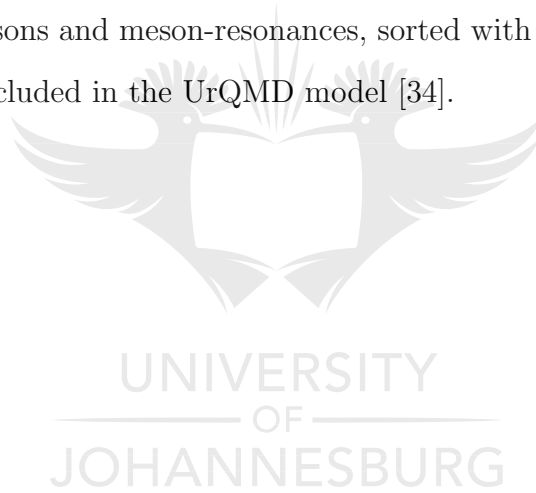 sons and meson-resonances, sorted with
cluded in the UrQMD model [34].
UNIVERSITY
OF
JOHANNESBURG